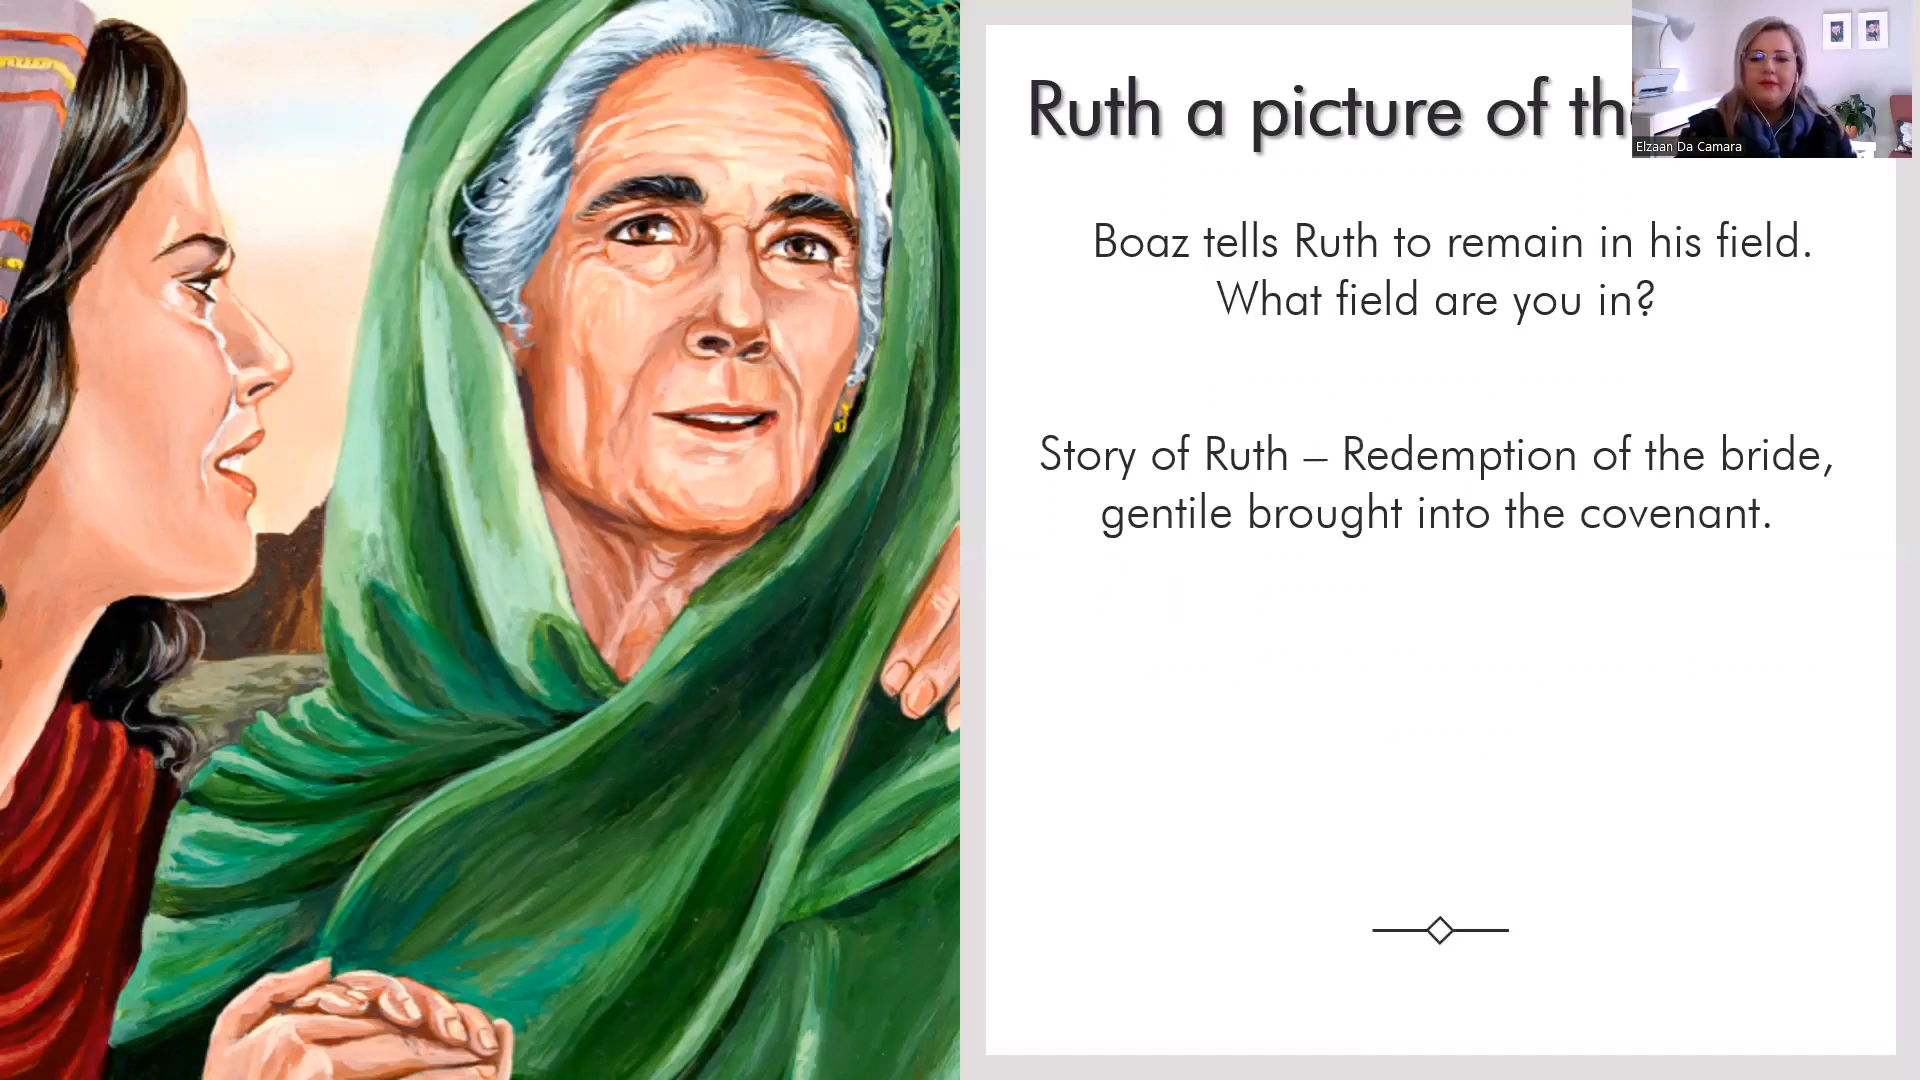 Ruth a picture of
Elzaan Da Camara
Boaz tells Ruth to remain in his field.
What field are you in?
Story of Ruth – Redemption of the bride,
gentile brought into the covenant.